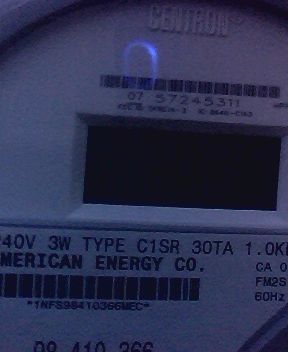 CENTRON®
07 57245311
240V 3W TYPE C1SR 30TA 1.0K
AMERICAN ENERGY CO.
CA 0
FM2S
60Hz
*1NFS98410366MEC*
98 410 366